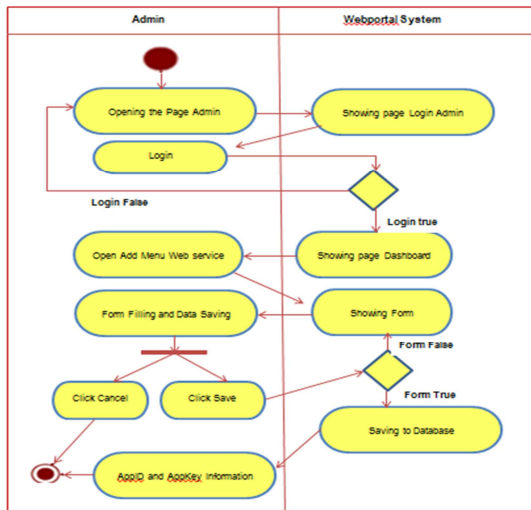 Admin
Webportal System
Opening the Page Admin
Showing page Login Admin
Login
Login False
Login true
Open Add Menu Web service
Showing page Dashboard
Form Filling and Data Saving
Showing Form
Form False
Click Cancel
Click Save
Form True
Saving to Database
AppID and AppKey Information